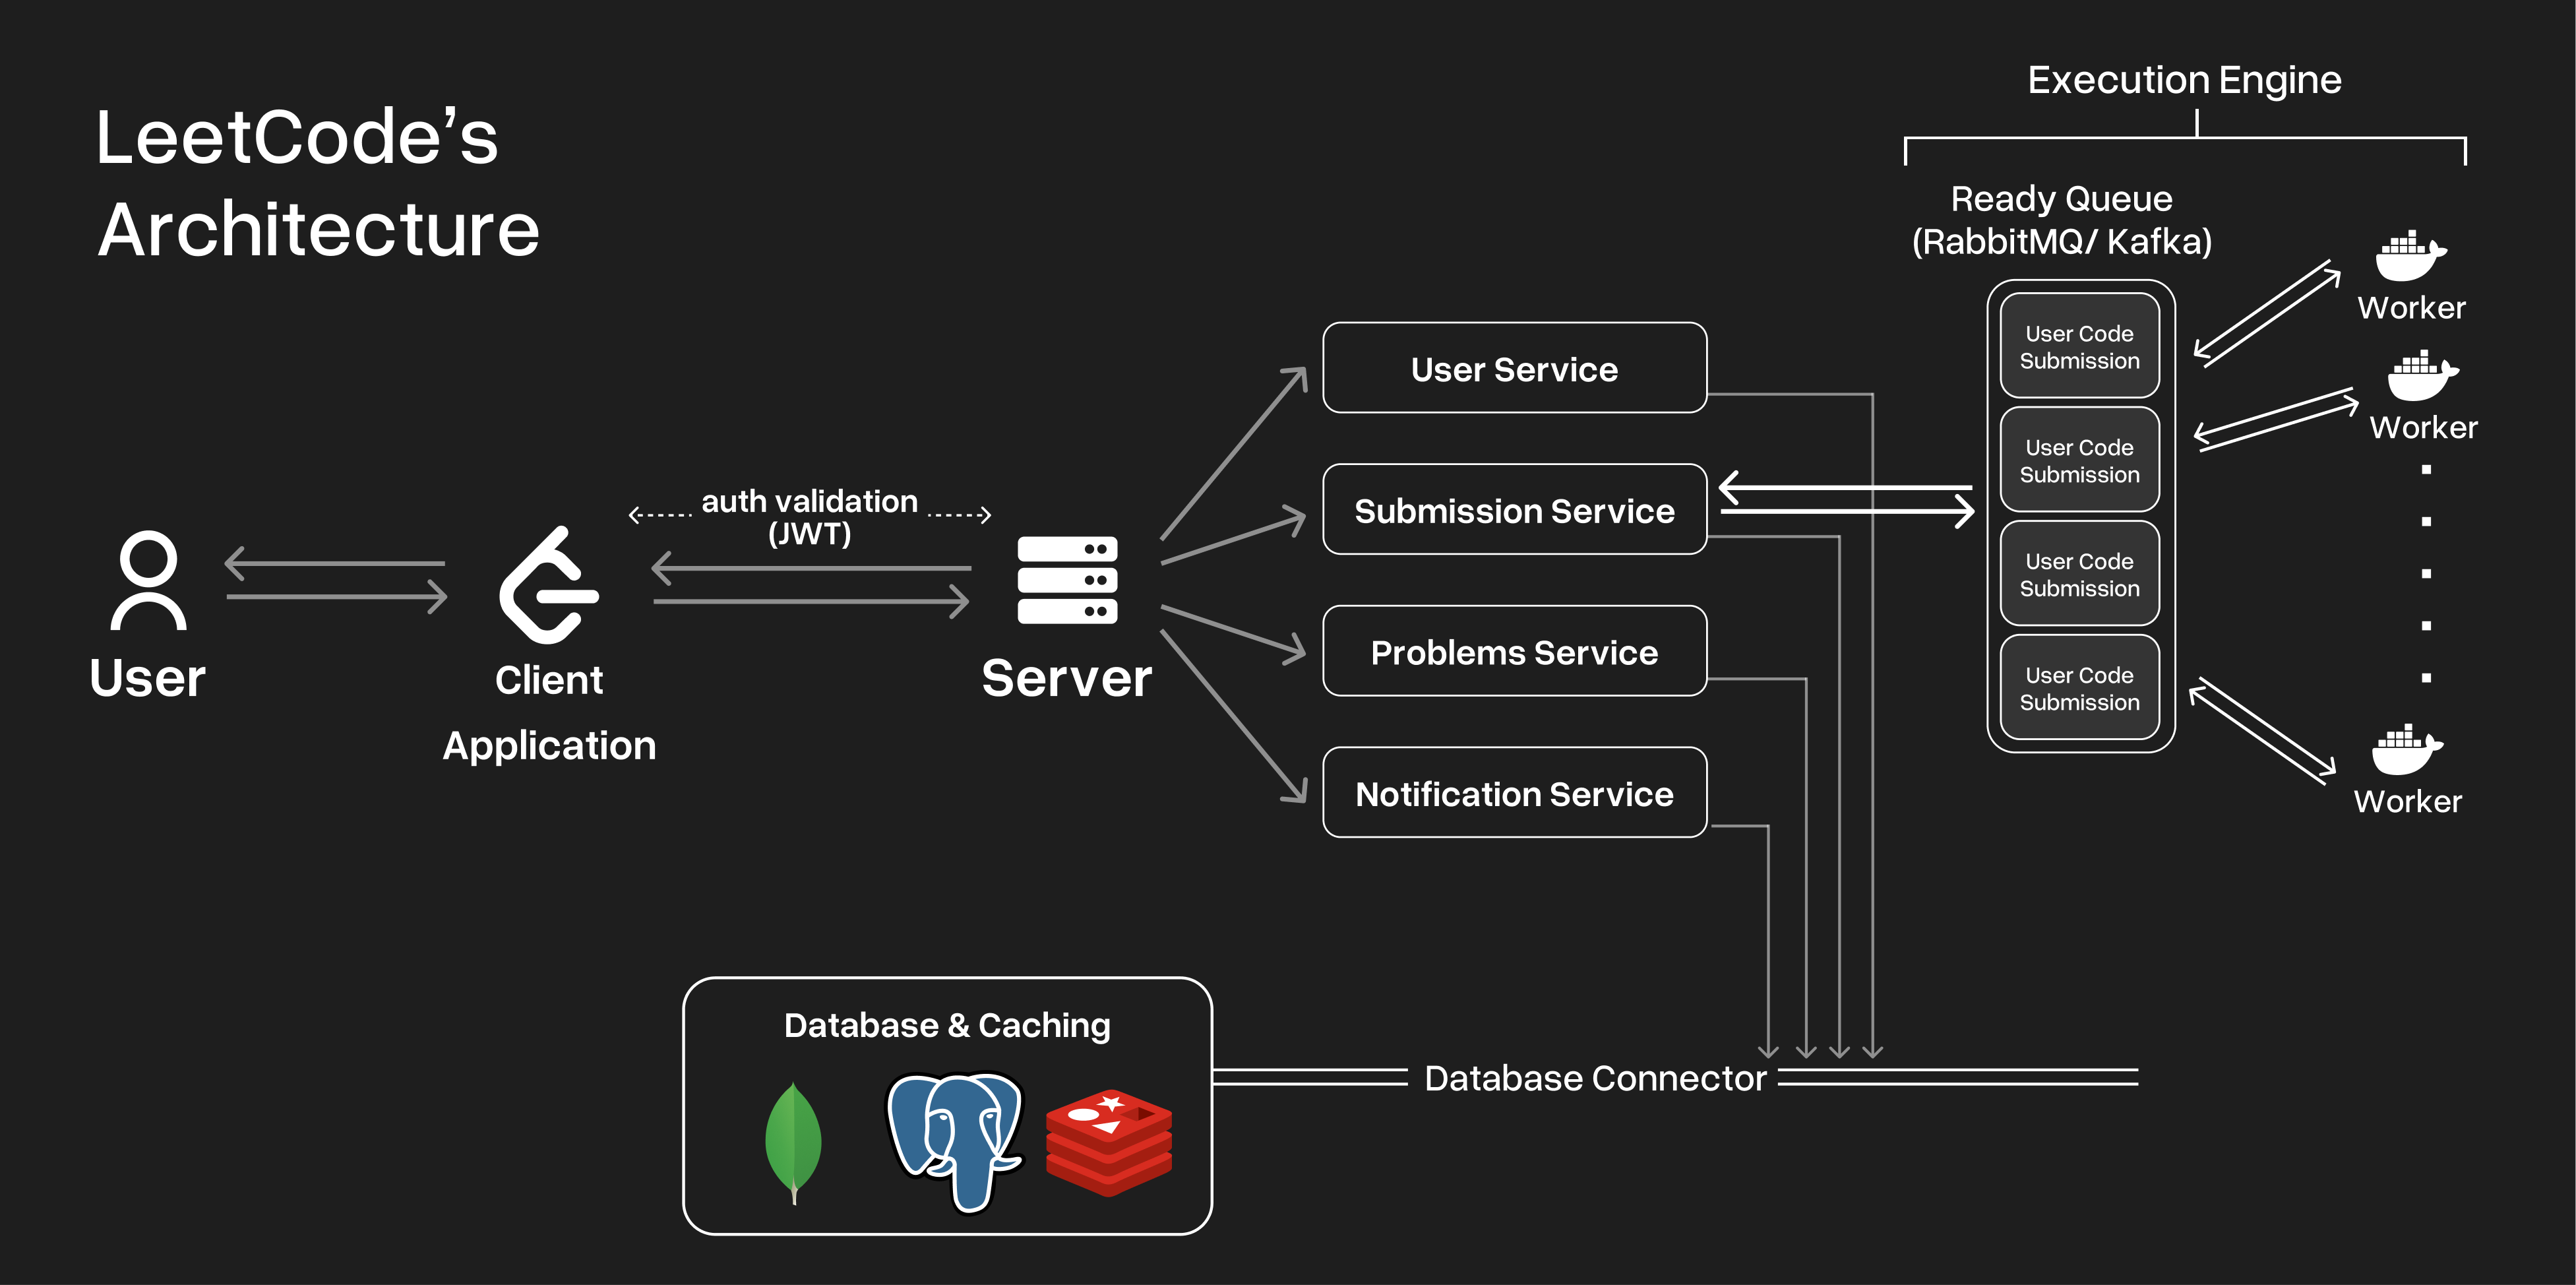 LeetCode's
Architecture
Execution Engine
Ready Queue
(RabbitMQ/ Kafka)
User Code
Submission
User Code
Submission
User Code
Submission
User Code
Submission
Worker
Worker
Worker
User Service
Submission Service
Problems Service
Notification Service
auth validation
(JWT)
User
Client
Application
Server
Database & Caching
Database Connector